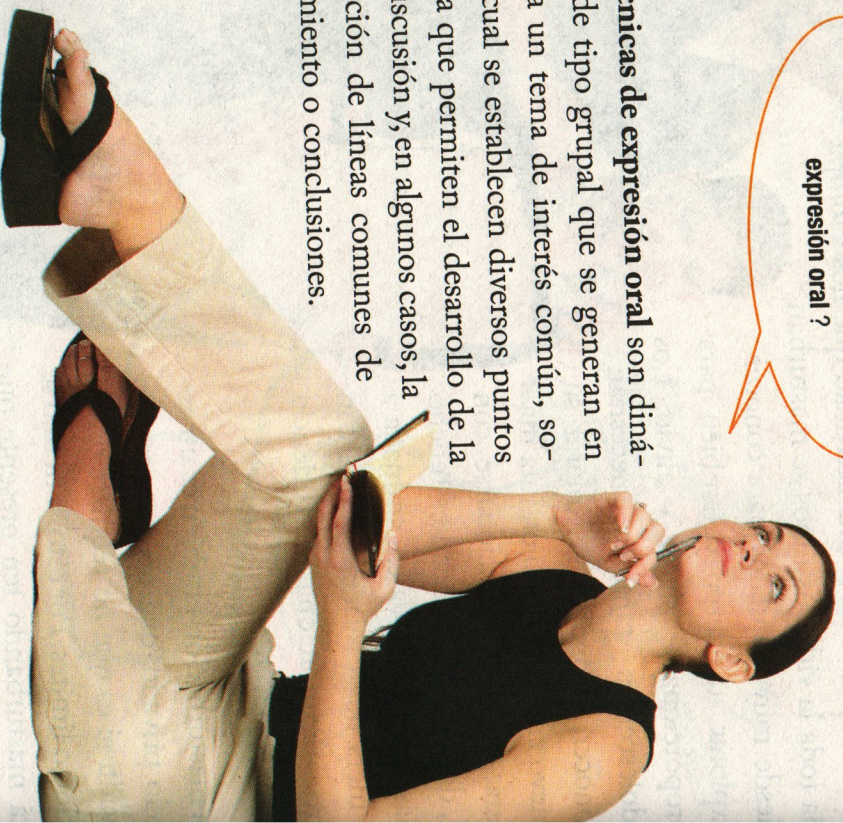 expresión oral ?
enicas de expresión oral son diná-
de tipo grupal que se generan en
a un tema de interés común, so-
cual se establecen diversos puntos
a que permiten el desarrollo de la
scusión y, en algunos casos, la
ción de líneas comunes de
miento o conclusiones.